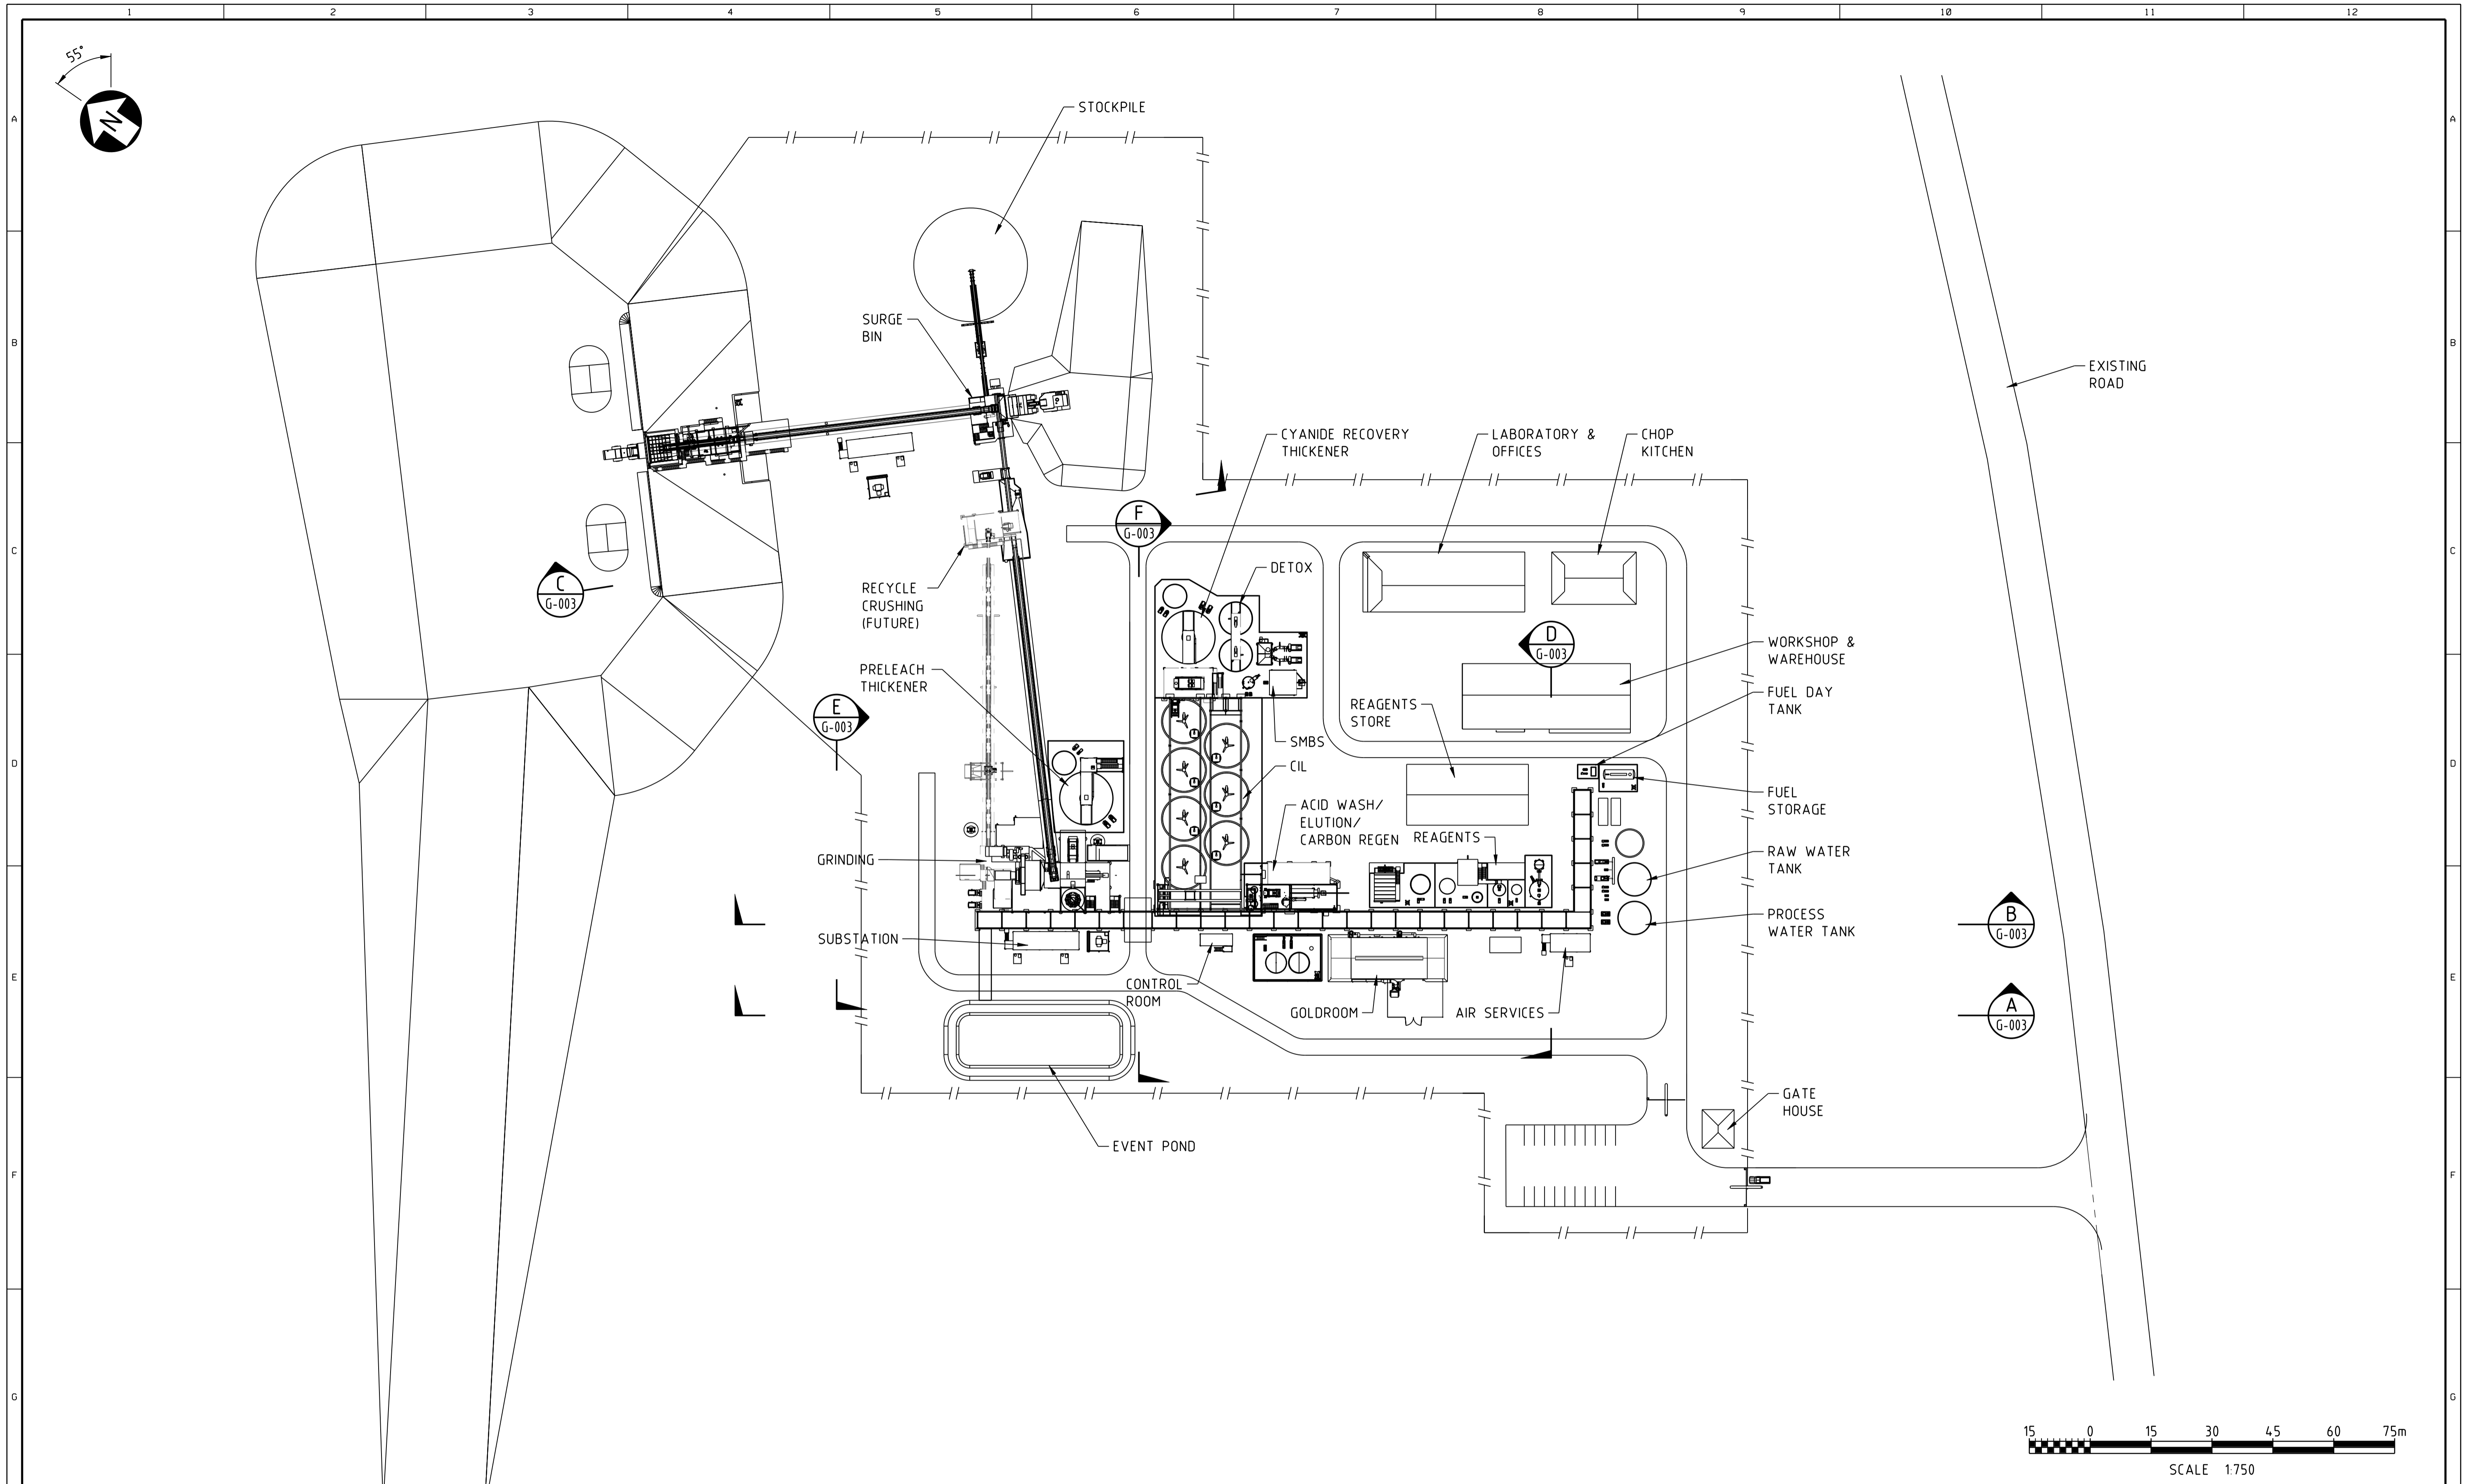 1 2 3 4 5 6 7 8 9 10 11 12
55°
N
A A
STOCKPILE
SURGE
BIN
B B
EXISTING
ROAD
CYANIDE RECOVERY
THICKENER
LABORATORY &
OFFICES
CHOP
KITCHEN
F
G-003
C C
DETOX
C
G-003
RECYCLE
CRUSHING
(FUTURE)
D
G-003
WORKSHOP &
WAREHOUSE
PRELEACH
THICKENER
FUEL DAY
TANK
REAGENTS
STORE
E
G-003
SMBS
D D
CIL
FUEL
STORAGE
ACID WASH/
ELUTION/
CARBON REGEN
REAGENTS
GRINDING
RAW WATER
TANK
PROCESS
WATER TANK
B
G-003
SUBSTATION
E E
CONTROL
ROOM
GOLDROOM
AIR SERVICES
A
G-003
GATE
HOUSE
EVENT POND
F F
G G
15 0 15 30 45 60 75m
SCALE 1:750